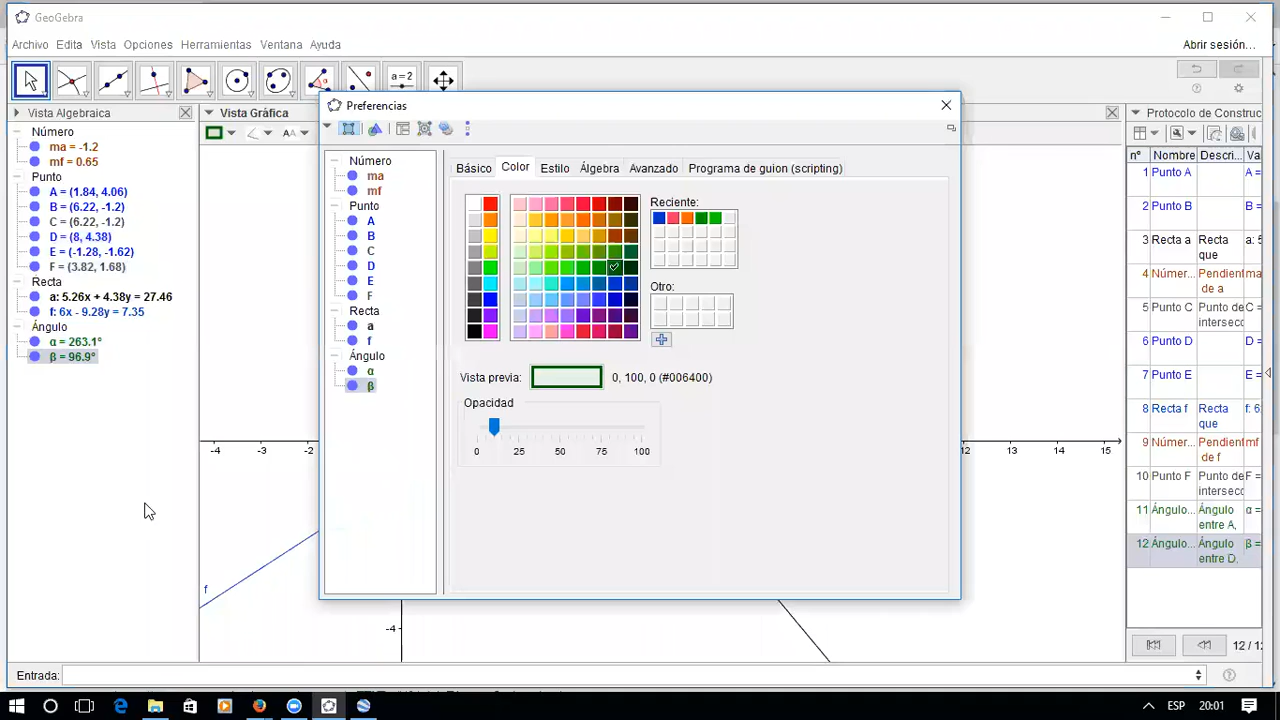 GeoGebra
Archivo Edita Vista Opciones Herramientas Ventana Ayuda
Abrir sesión...
a=2
Vista Algebraica
Vista Gráfica
Protocolo de Construc
Número
ma = -1.2
mf = 0.65
Punto
A = (1.84, 4.06)
B = (6.22, -1.2)
C = (6.22, -1.2)
D = (8, 4.38)
E = (-1.28, -1.62)
F = (3.82, 1.68)
Recta
a: 5.26x + 4.38y = 27.46
f: 6x - 9.28y = 7.35
Ángulo
α = 263.1°
β = 96.9°
AA
Preferencias
Número
ma
mf
Punto
A
B
C
D
E
F
Recta
a
f
Ángulo
α
β
Básico Color Estilo Álgebra Avanzado Programa de guion (scripting)
Reciente:
Otro:
Vista previa: 0, 100, 0 (#006400)
Opacidad
0 25 50 75 100
-4 -3 -2
12 13 14 15
-4
f
nº Nombre Descri... Va
1 Punto A A =
2 Punto B B =
3 Recta a Recta que a: 5
4 Númer... Pendient de a ma
5 Punto C Punto de intersecc C =
6 Punto D D =
7 Punto E E =
8 Recta f Recta que f: 6
9 Númer... Pendient de f mf
10 Punto F Punto de intersecc F =
11 Ángulo... Ángulo entre A, α =
12 Ángulo... Ángulo entre D, β =
12 / 12
Entrada:
ESP 20:01